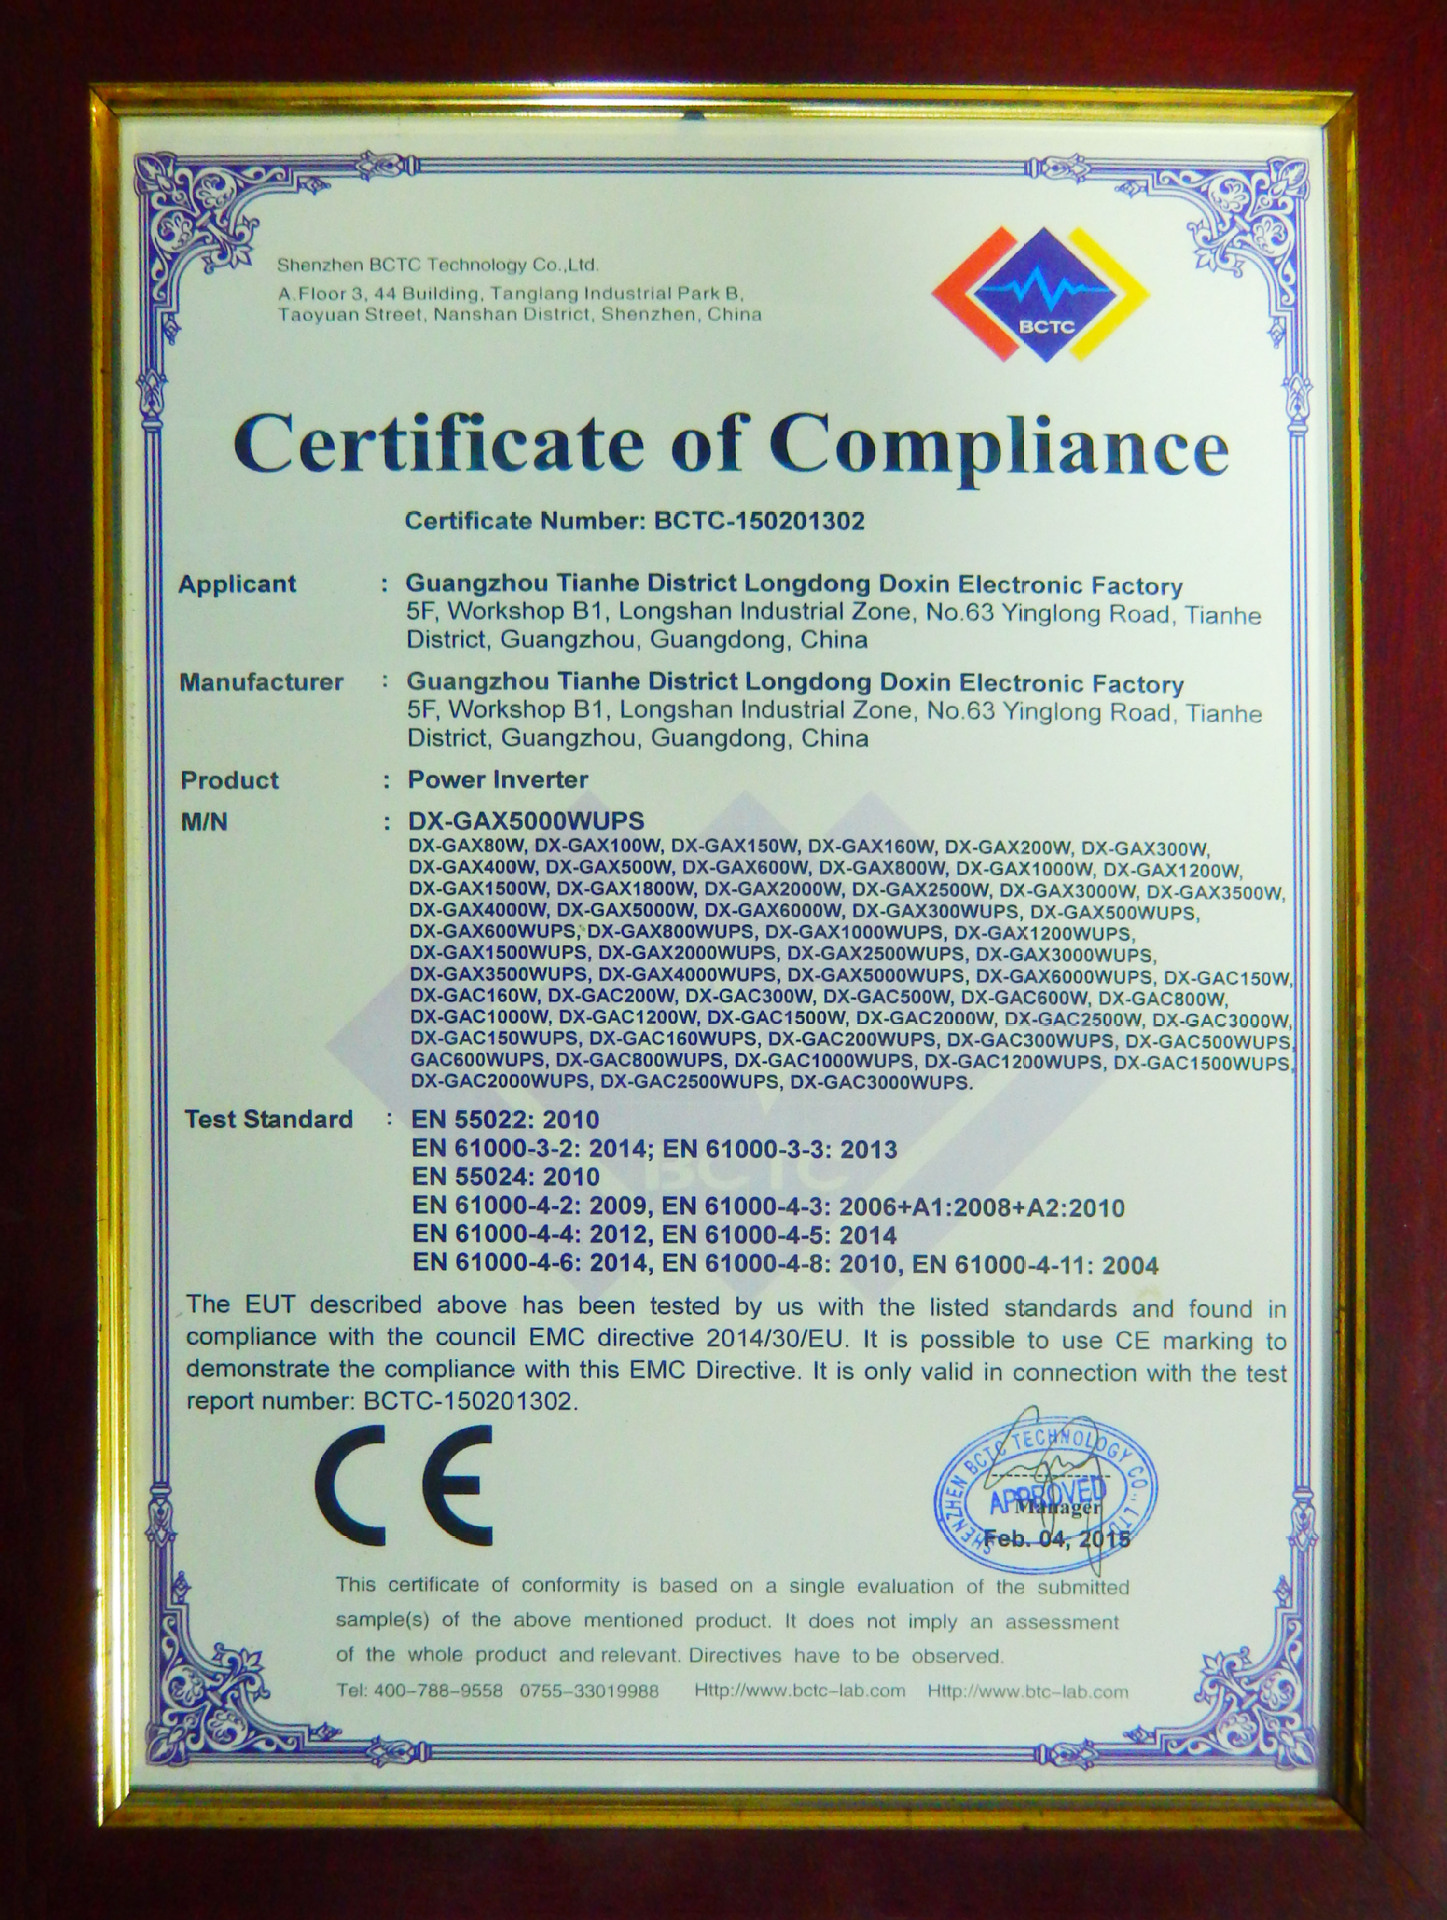 Shenzhen BCTC Technology Co.,Ltd.
A.Floor 3, 44 Building, Tanglang Industrial Park B,
Taoyuan Street, Nanshan District, Shenzhen, China
BCTC
Certificate of Compliance
Certificate Number: BCTC-150201302
Applicant : Guangzhou Tianhe District Longdong Doxin Electronic Factory
5F, Workshop B1, Longshan Industrial Zone, No.63 Yinglong Road, Tianhe
District, Guangzhou, Guangdong, China
Manufacturer : Guangzhou Tianhe District Longdong Doxin Electronic Factory
5F, Workshop B1, Longshan Industrial Zone, No.63 Yinglong Road, Tianhe
District, Guangzhou, Guangdong, China
Product : Power Inverter
M/N : DX-GAX5000WUPS
DX-GAX80W, DX-GAX100W, DX-GAX150W, DX-GAX160W, DX-GAX200W, DX-GAX300W,
DX-GAX400W, DX-GAX500W, DX-GAX600W, DX-GAX800W, DX-GAX1000W, DX-GAX1200W,
DX-GAX1500W, DX-GAX1800W, DX-GAX2000W, DX-GAX2500W, DX-GAX3000W, DX-GAX3500W,
DX-GAX4000W, DX-GAX5000W, DX-GAX6000W, DX-GAX300WUPS, DX-GAX500WUPS,
DX-GAX600WUPS, DX-GAX800WUPS, DX-GAX1000WUPS, DX-GAX1200WUPS,
DX-GAX1500WUPS, DX-GAX2000WUPS, DX-GAX2500WUPS, DX-GAX3000WUPS,
DX-GAX3500WUPS, DX-GAX4000WUPS, DX-GAX5000WUPS, DX-GAX6000WUPS, DX-GAC150W,
DX-GAC160W, DX-GAC200W, DX-GAC300W, DX-GAC500W, DX-GAC600W, DX-GAC800W,
DX-GAC1000W, DX-GAC1200W, DX-GAC1500W, DX-GAC2000W, DX-GAC2500W, DX-GAC3000W,
DX-GAC150WUPS, DX-GAC160WUPS, DX-GAC200WUPS, DX-GAC300WUPS, DX-GAC500WUPS,
GAC600WUPS, DX-GAC800WUPS, DX-GAC1000WUPS, DX-GAC1200WUPS, DX-GAC1500WUPS,
DX-GAC2000WUPS, DX-GAC2500WUPS, DX-GAC3000WUPS.
Test Standard : EN 55022: 2010
EN 61000-3-2: 2014; EN 61000-3-3: 2013
EN 55024: 2010
EN 61000-4-2: 2009, EN 61000-4-3: 2006+A1:2008+A2:2010
EN 61000-4-4: 2012, EN 61000-4-5: 2014
EN 61000-4-6: 2014, EN 61000-4-8: 2010, EN 61000-4-11: 2004
BCTC
The EUT described above has been tested by us with the listed standards and found in
compliance with the council EMC directive 2014/30/EU. It is possible to use CE marking to
demonstrate the compliance with this EMC Directive. It is only valid in connection with the test
report number: BCTC-150201302.
CE
SHENZHEN BCTC TECHNOLOGY CO., LTD
APPROVED
Manager
Feb. 04, 2015
This certificate of conformity is based on a single evaluation of the submitted
sample(s) of the above mentioned product. It does not imply an assessment
of the whole product and relevant. Directives have to be observed.
Tel: 400-788-9558 0755-33019988 Http://www.bctc-lab.com Http://www.btc-lab.com